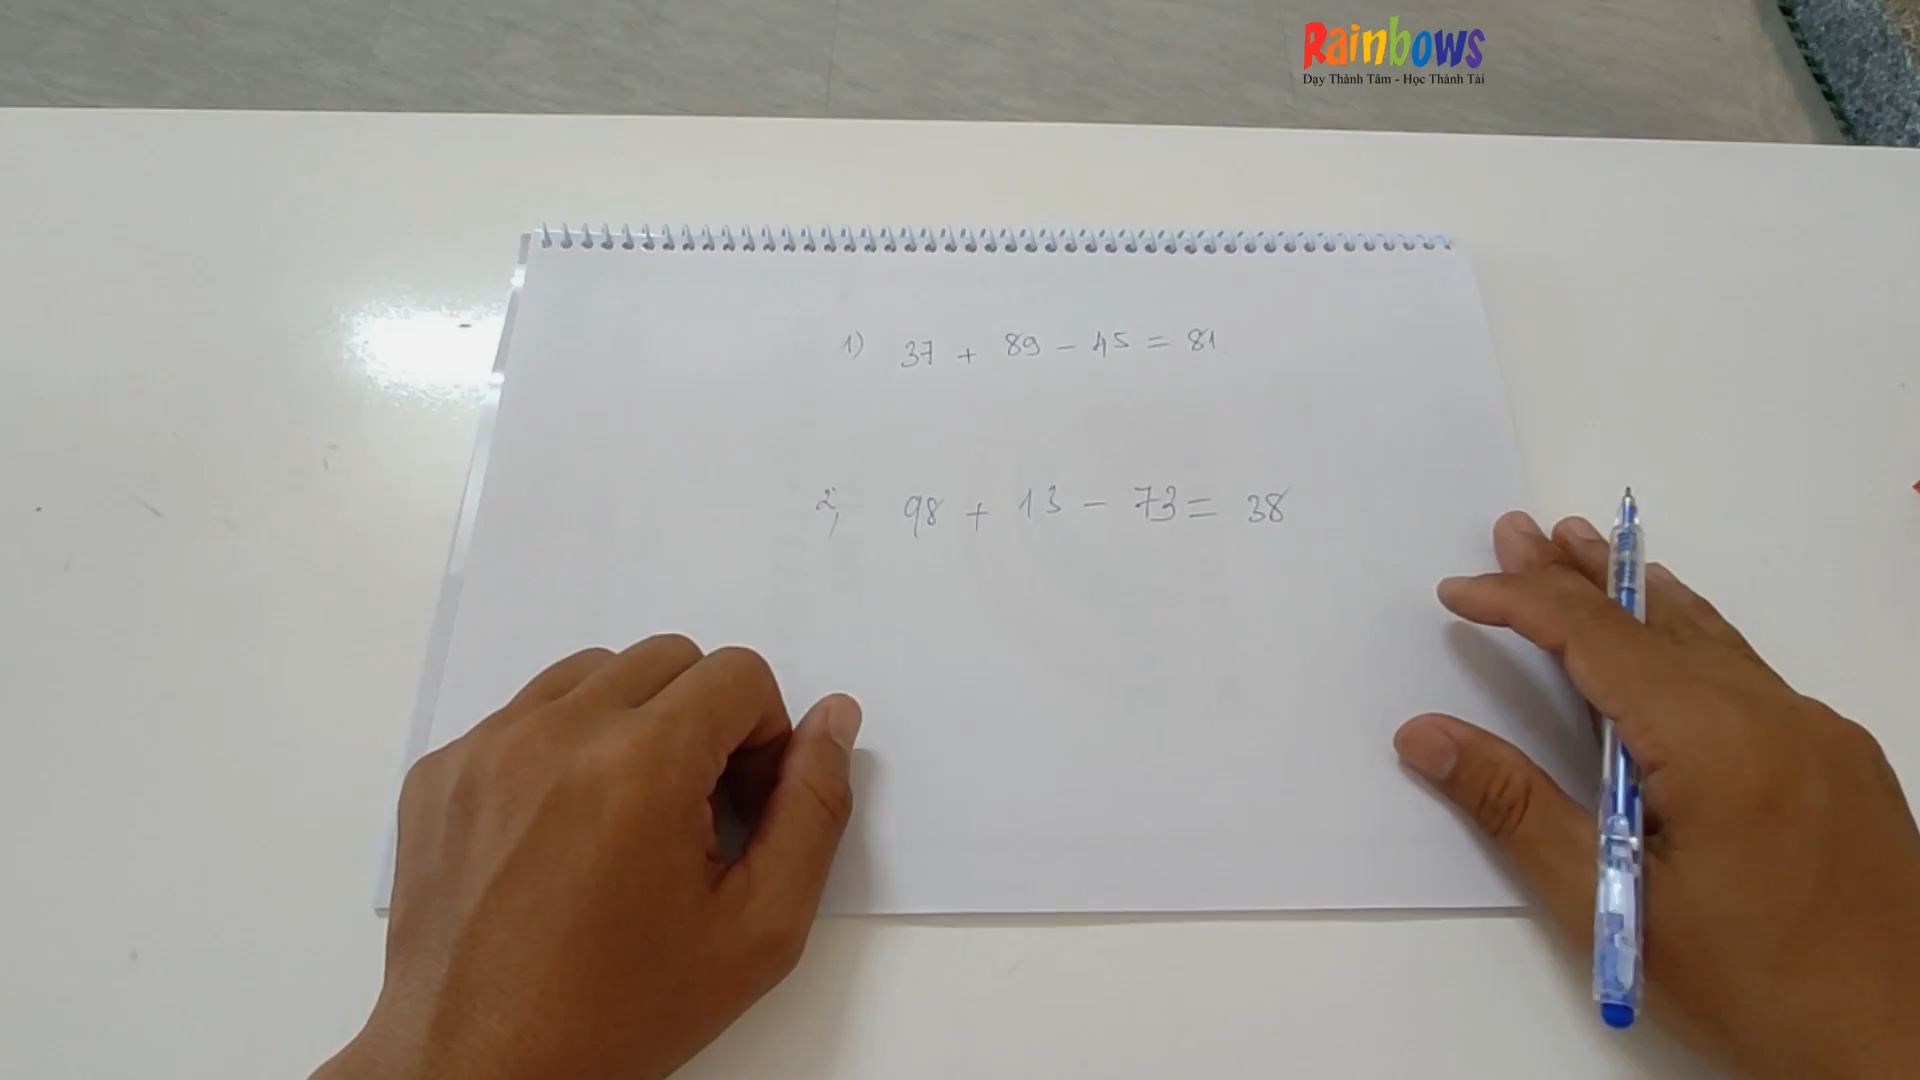 Rainbows
Dạy Thành Tâm - Học Thành Tài
1) 37 + 89 - 45 = 81
2, 98 + 13 - 73 = 38